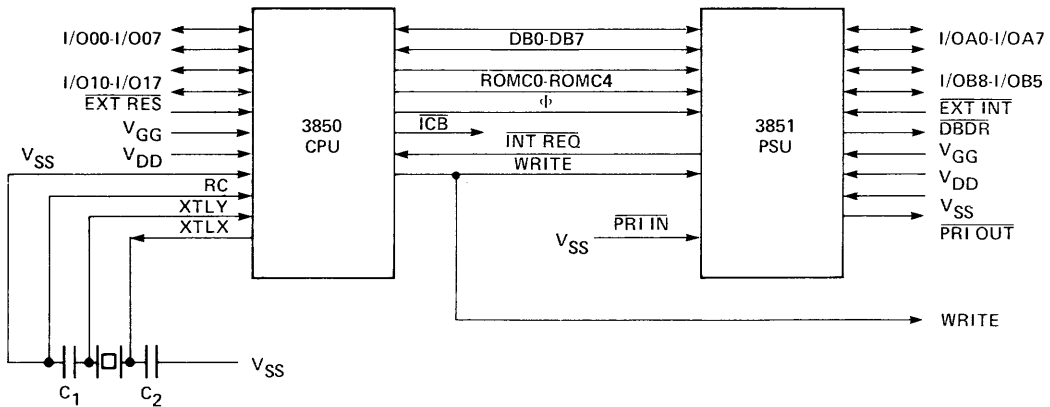 I/O00-I/O07
I/O10-I/O17
EXT RES
VGG
VDD
VSS
RC
XTLY
XTLX
C1
C2
VSS
3850
CPU
DB0-DB7
ROMC0-ROMC4
Φ
ICB
INT REQ
WRITE
PRI IN
VSS
3851
PSU
I/OA0-I/OA7
I/OB8-I/OB5
EXT INT
DBDR
VGG
VDD
VSS
PRI OUT
WRITE